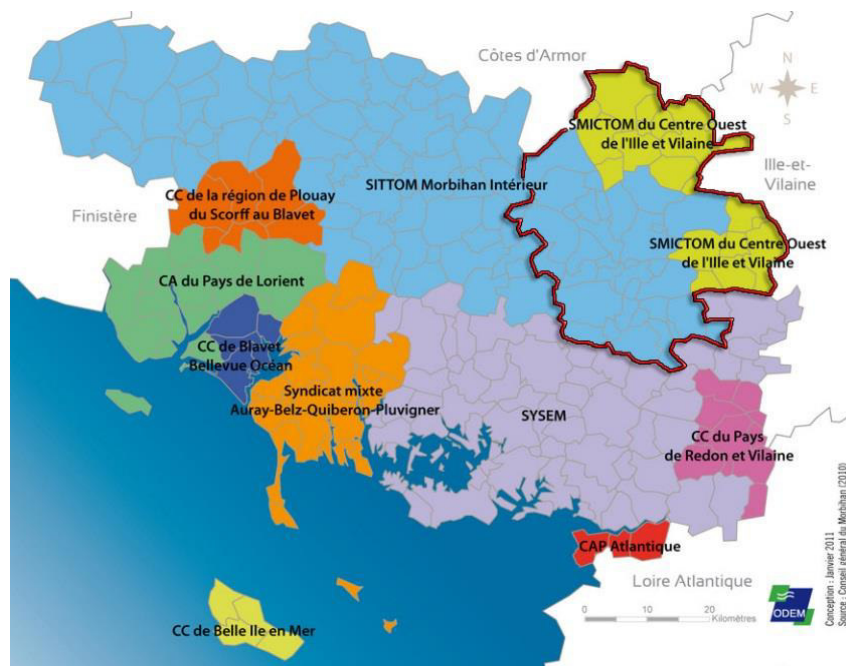 Côtes d'Armor
N
W E
S
SMICTOM du Centre Ouest
de l'Ille et Vilaine
Ille-et-
Vilaine
CC de la région de Plouay
du Scorff au Blavet
SITTOM Morbihan Intérieur
Finistère
SMICTOM du Centre Ouest
de l'Ille et Vilaine
CA du Pays de Lorient
CC de Blavet
Bellevue Océan
Syndicat mixte
Auray-Belz-Quiberon-Pluvigner
SYSEM
CC du Pays
de Redon et Vilaine
CAP Atlantique
Loire Atlantique
CC de Belle Ile en Mer
0 10 20
Kilomètres
ODEM
Conception : Janvier 2011
Source : Conseil général du Morbihan (2010)